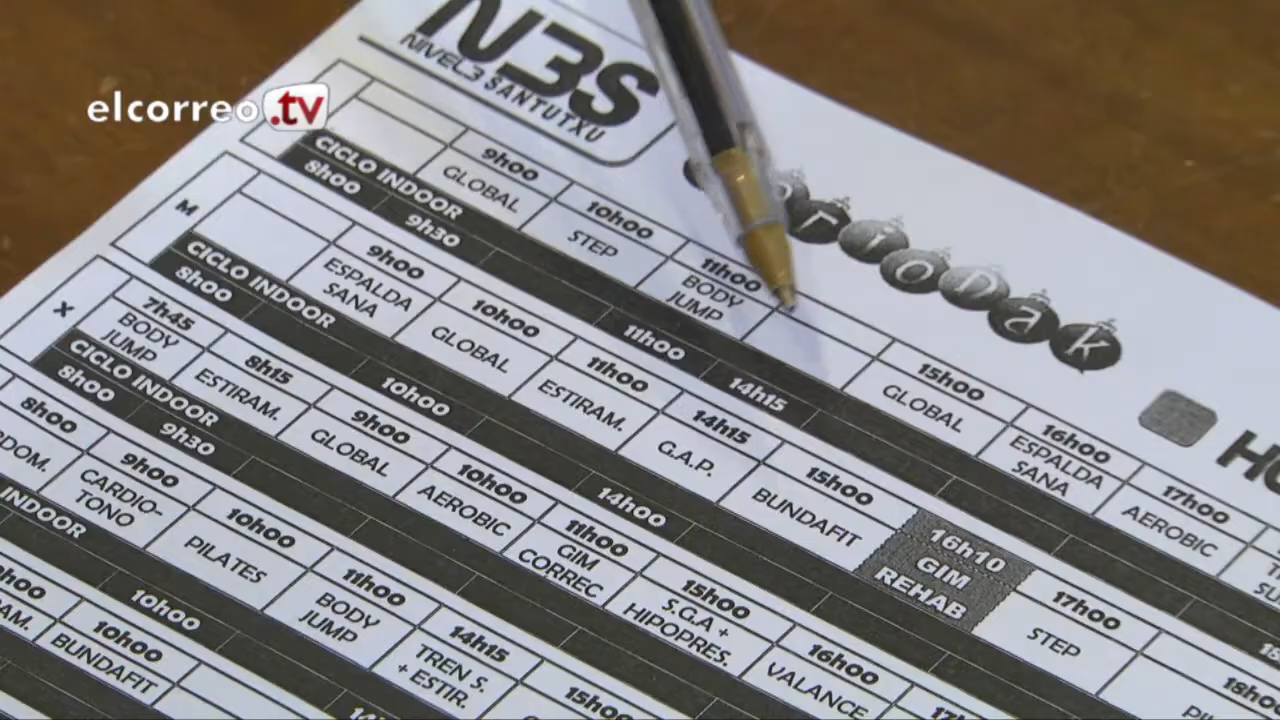 elcorreo.tv
N3S
NIVEL3 SANTUTXU
orionak
9h00 10h00 11h00 15h00 16h00 17h00
GLOBAL STEP BODY JUMP GLOBAL ESPALDA SANA AEROBIC
CICLO INDOOR
8h00 9h30 11h00 14h15
M
9h00 10h00 11h00 14h15 15h00 16h10 17h00 18h00
ESPALDA SANA GLOBAL ESTIRAM. G.A.P. BUNDAFIT GIM REHAB STEP
CICLO INDOOR
8h00 10h00 14h00
X
7h45 8h15 9h00 10h00 11h00 15h00 16h00
BODY JUMP ESTIRAM. GLOBAL AEROBIC GIM CORREC S.G.A + HIPOPRES. VALANCE
CICLO INDOOR
8h00 9h30
8h00 9h00 10h00 11h00 14h15 15h00
CARDIO-TONO PILATES BODY JUMP TREN S. + ESTIR.
INDOOR
10h00
10h00
BUNDAFIT